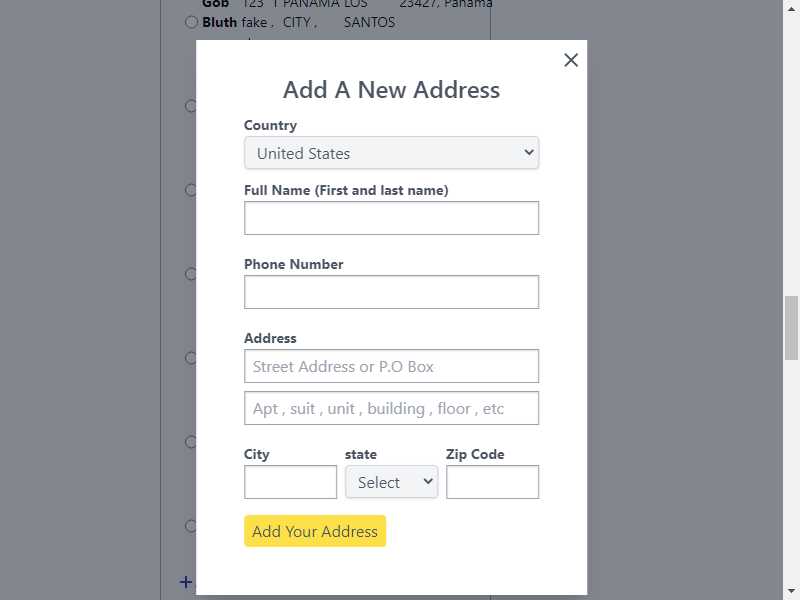 Gob 123 1 PANAMA LOS 23427, Panama
Bluth fake , CITY , SANTOS
Add A New Address
Country
United States
Full Name (First and last name)
Phone Number
Address
Street Address or P.O Box
Apt , suit , unit , building , floor , etc
City state Zip Code
Select
Add Your Address